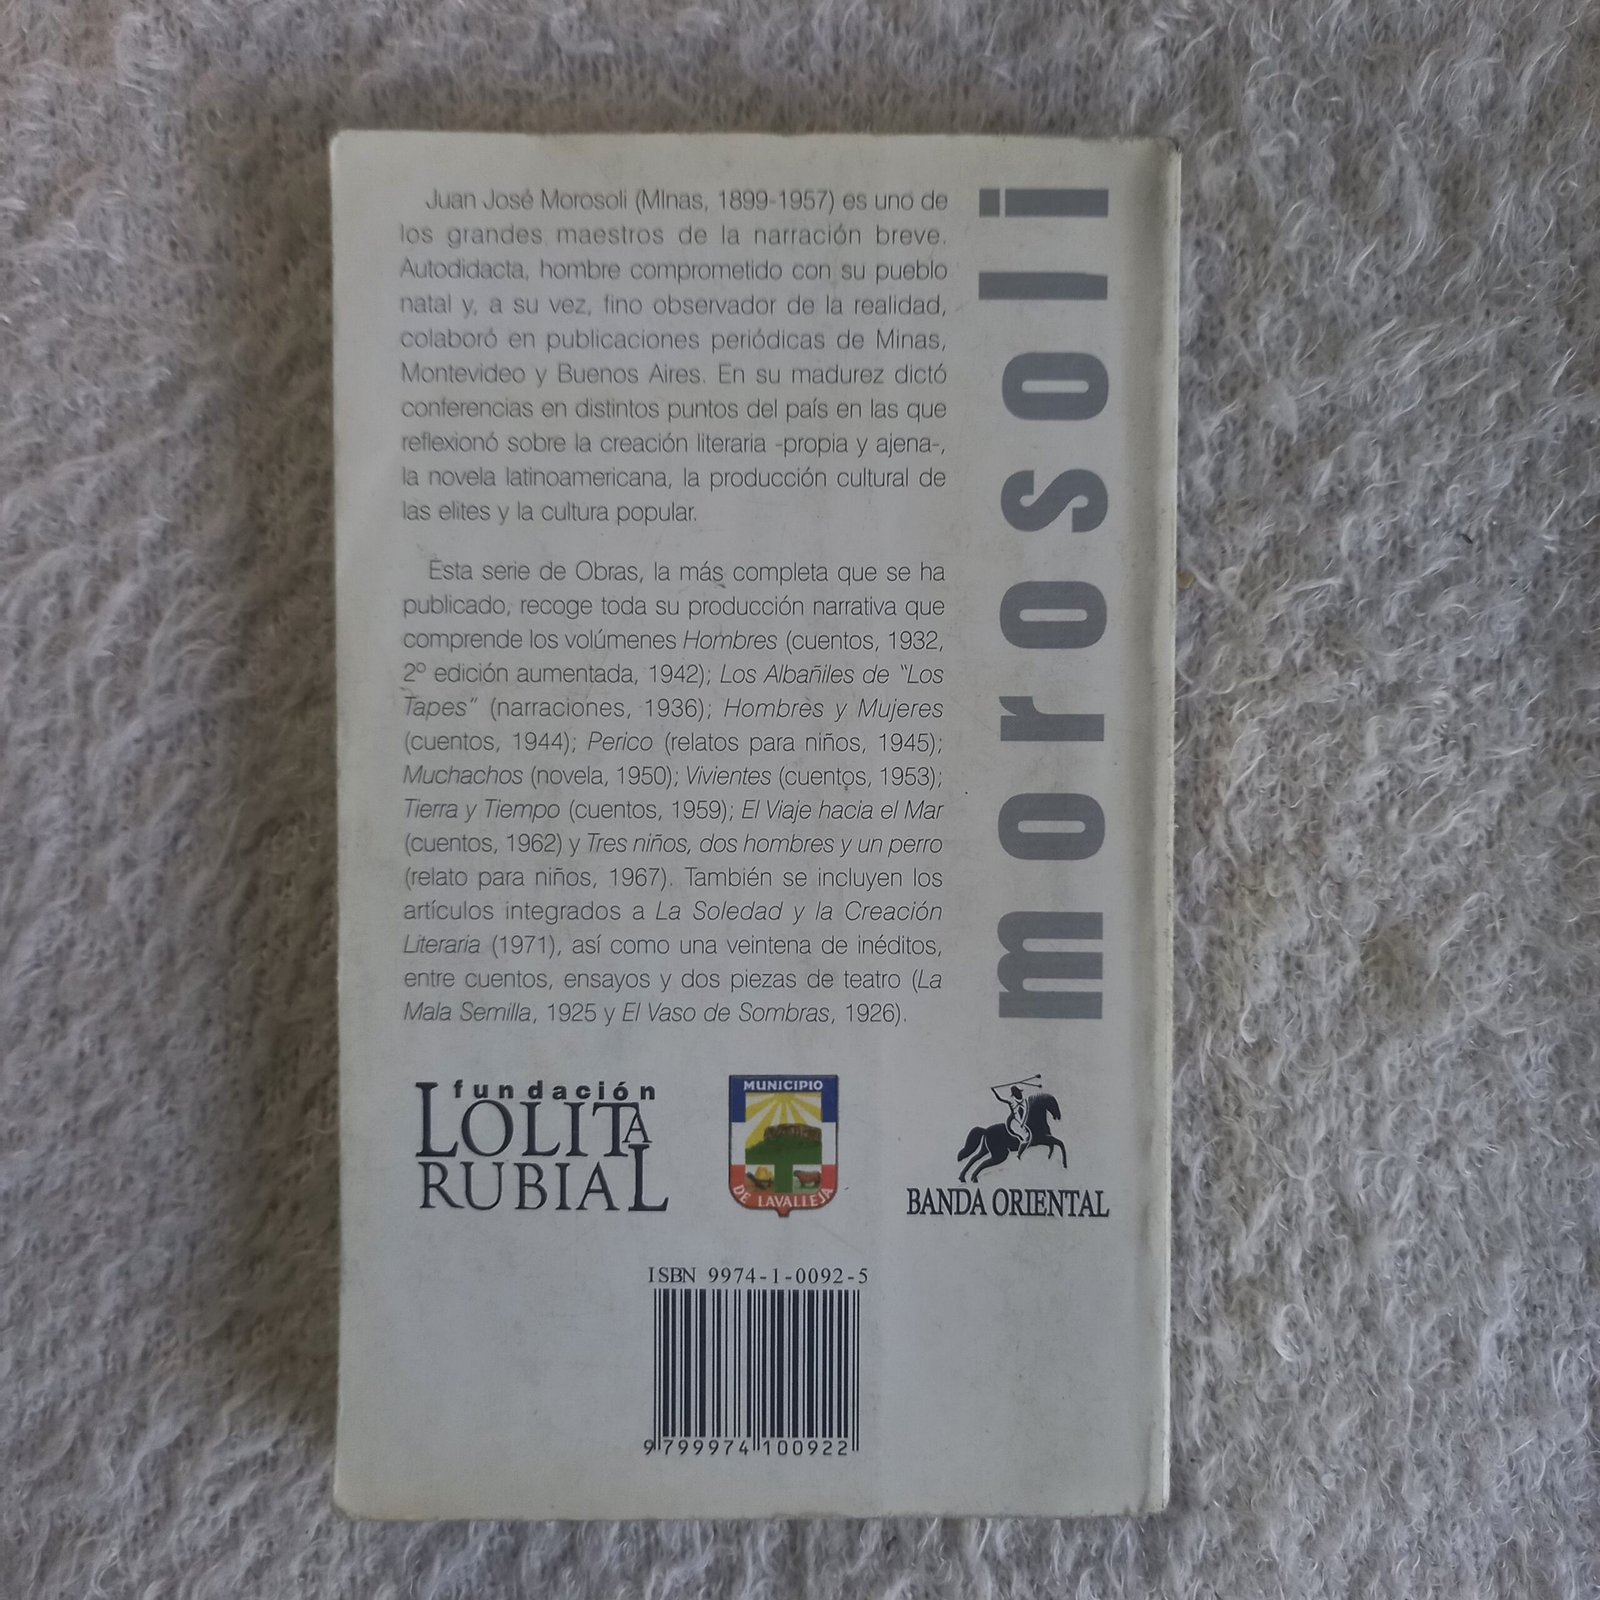 Juan José Morosoli (MInas, 1899-1957) es uno de
los grandes maestros de la narración breve.
Autodidacta, hombre comprometido con su pueblo
natal y, a su vez, fino observador de la realidad,
colaboró en publicaciones periódicas de Minas,
Montevideo y Buenos Aires. En su madurez dictó
conferencias en distintos puntos del país en las que
reflexionó sobre la creación literaria -propia y ajena-,
la novela latinoamericana, la producción cultural de
las elites y la cultura popular.
Esta serie de Obras, la más completa que se ha
publicado, recoge toda su producción narrativa que
comprende los volúmenes Hombres (cuentos, 1932,
2º edición aumentada, 1942); Los Albañiles de “Los
Tapes” (narraciones, 1936); Hombres y Mujeres
(cuentos, 1944); Perico (relatos para niños, 1945);
Muchachos (novela, 1950); Vivientes (cuentos, 1953);
Tierra y Tiempo (cuentos, 1959); El Viaje hacia el Mar
(cuentos, 1962) y Tres niños, dos hombres y un perro
(relato para niños, 1967). También se incluyen los
artículos integrados a La Soledad y la Creación
Literaria (1971), así como una veintena de inéditos,
entre cuentos, ensayos y dos piezas de teatro (La
Mala Semilla, 1925 y El Vaso de Sombras, 1926).
morosoli
fundación
LOLITA
RUBIAL
MUNICIPIO
DE LAVALLEJA
BANDA ORIENTAL
ISBN 9974-1-0092-5
9 799974 100922